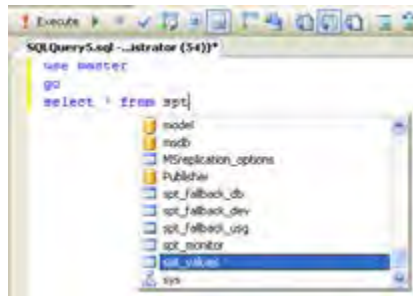 Execute
SQLQuery5.sql -...istrator (54))*
use master
go
select * from spt
model
msdb
MSreplication_options
Publisher
spt_fallback_db
spt_fallback_dev
spt_fallback_usg
spt_monitor
spt_values
sys